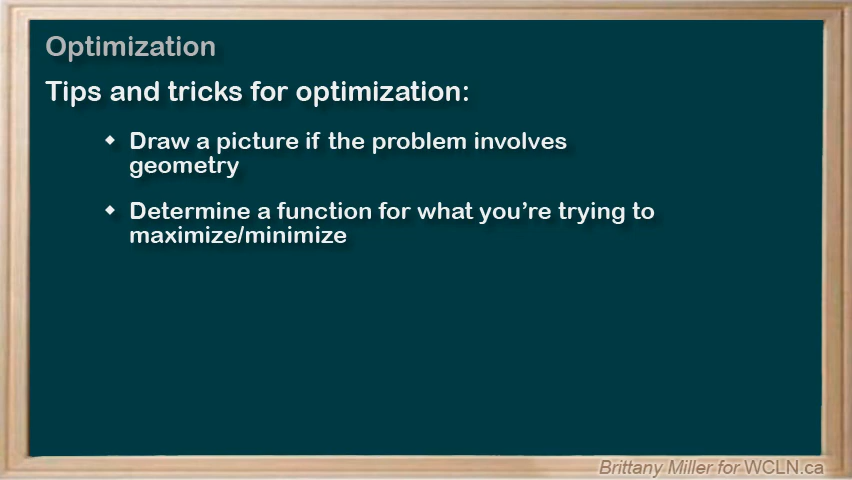 Optimization
Tips and tricks for optimization:
Draw a picture if the problem involves
geometry
Determine a function for what you’re trying to
maximize/minimize
Brittany Miller for WCLN.ca